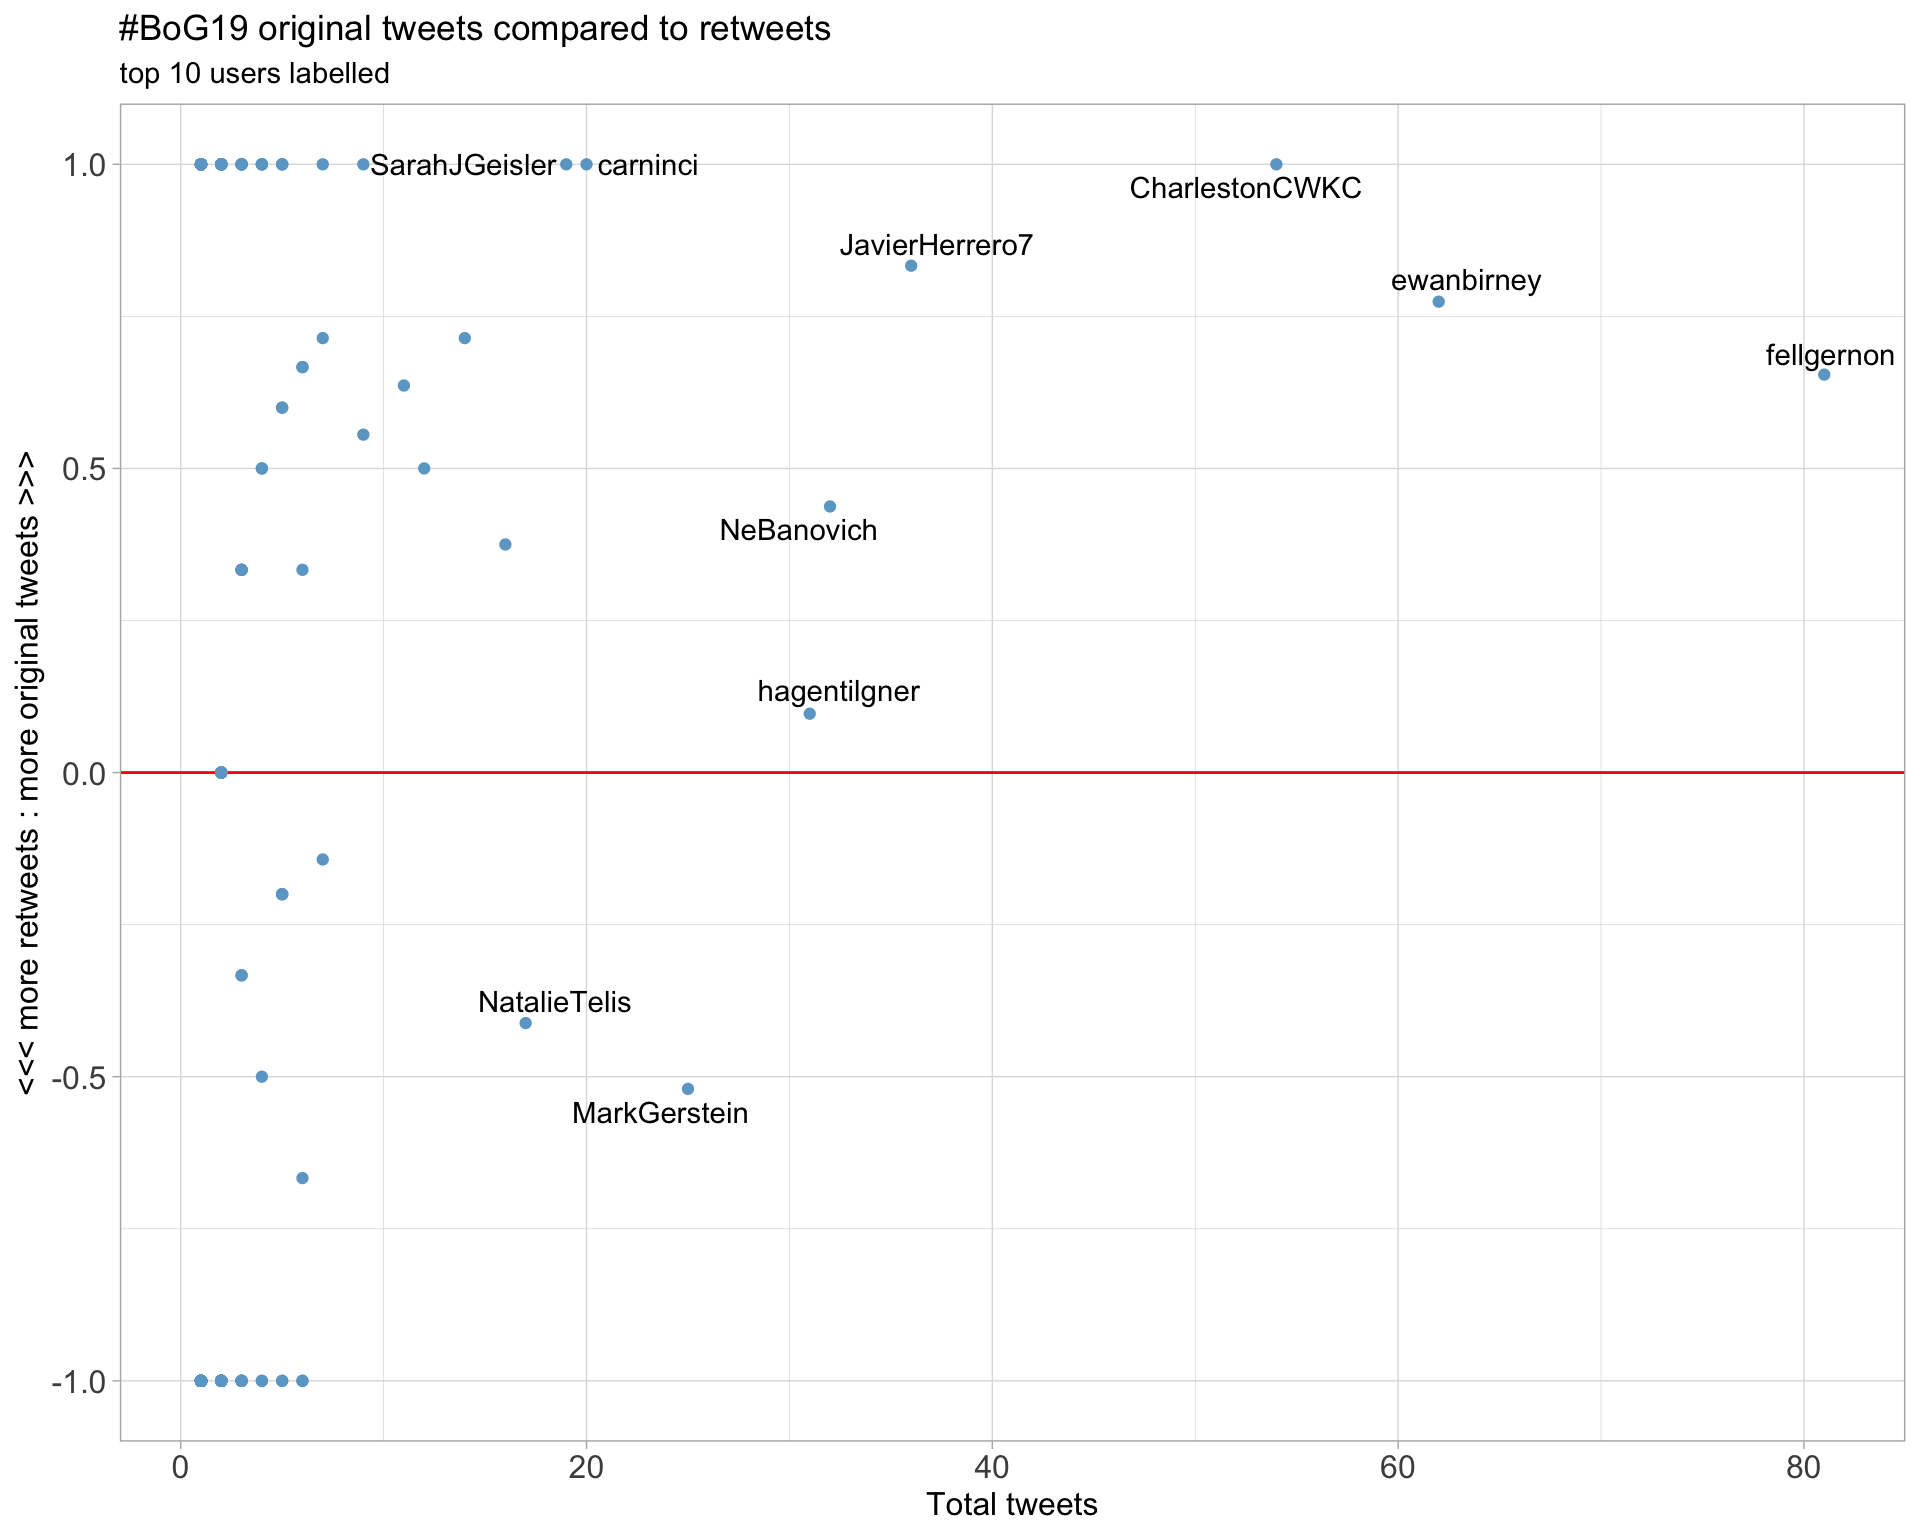 #BoG19 original tweets compared to retweets
top 10 users labelled
<<< more retweets : more original tweets >>>
1.0
0.5
0.0
-0.5
-1.0
SarahJGeisler
carninci
CharlestonCWKC
JavierHerrero7
ewanbirney
fellgernon
NeBanovich
hagentilgner
NatalieTelis
MarkGerstein
0
20
40
60
80
Total tweets